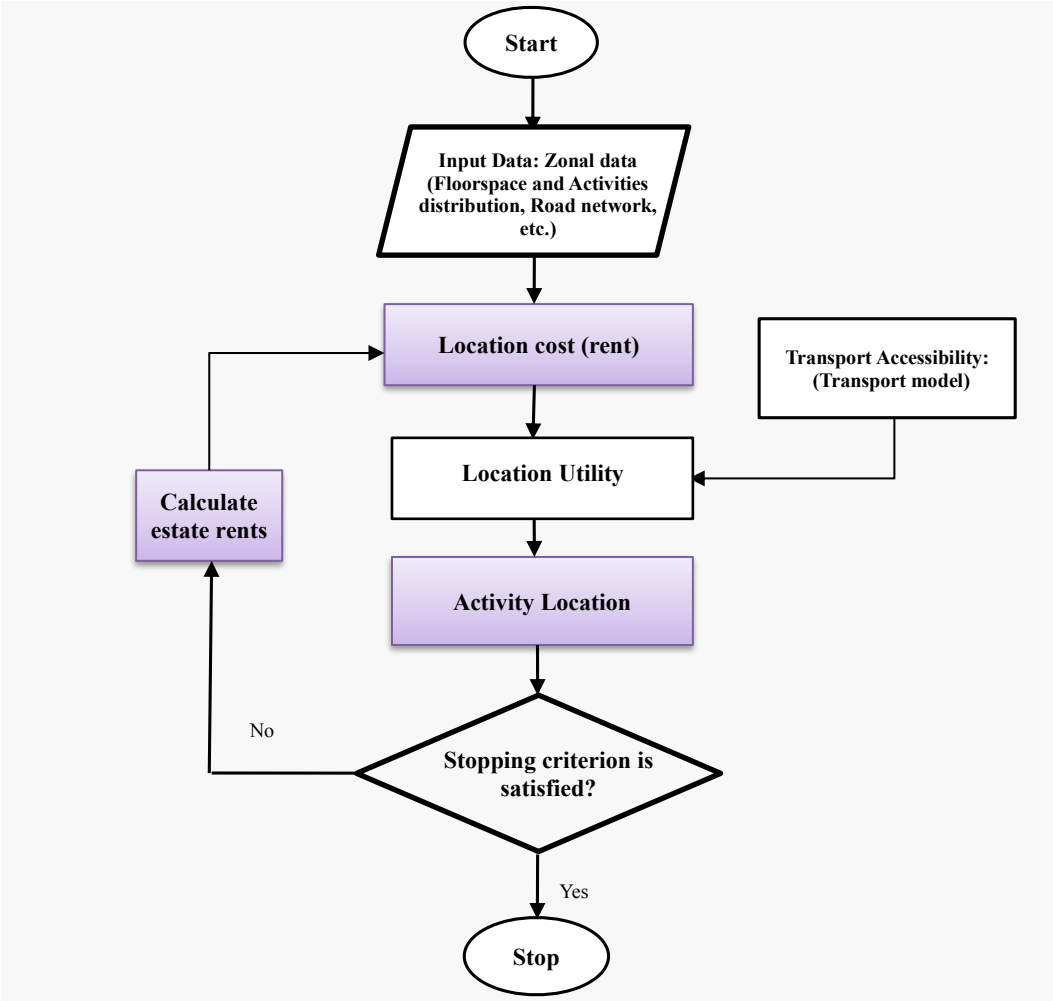 Start
Input Data: Zonal data
(Floorspace and Activities
distribution, Road network,
etc.)
Location cost (rent)
Transport Accessibility:
(Transport model)
Location Utility
Calculate
estate rents
Activity Location
No
Stopping criterion is
satisfied?
Yes
Stop